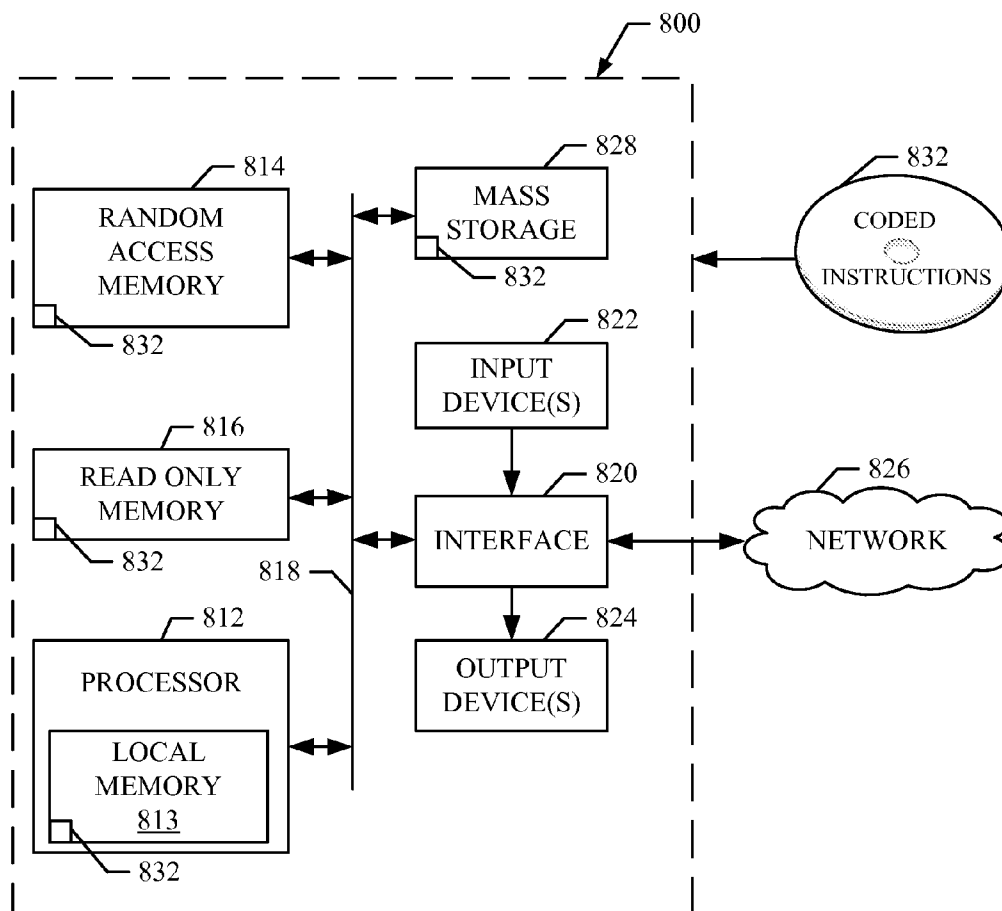 800
814
RANDOM
ACCESS
MEMORY
832
828
MASS
STORAGE
832
832
CODED
INSTRUCTIONS
822
INPUT
DEVICE(S)
816
READ ONLY
MEMORY
832
820
INTERFACE
826
NETWORK
818
812
PROCESSOR
LOCAL
MEMORY
813
832
824
OUTPUT
DEVICE(S)